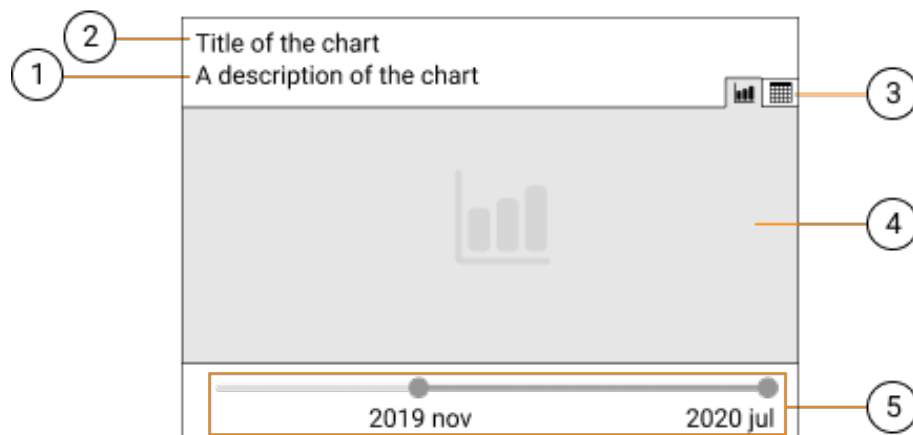 2
Title of the chart
1
A description of the chart
3
4
2019 nov 2020 jul
5